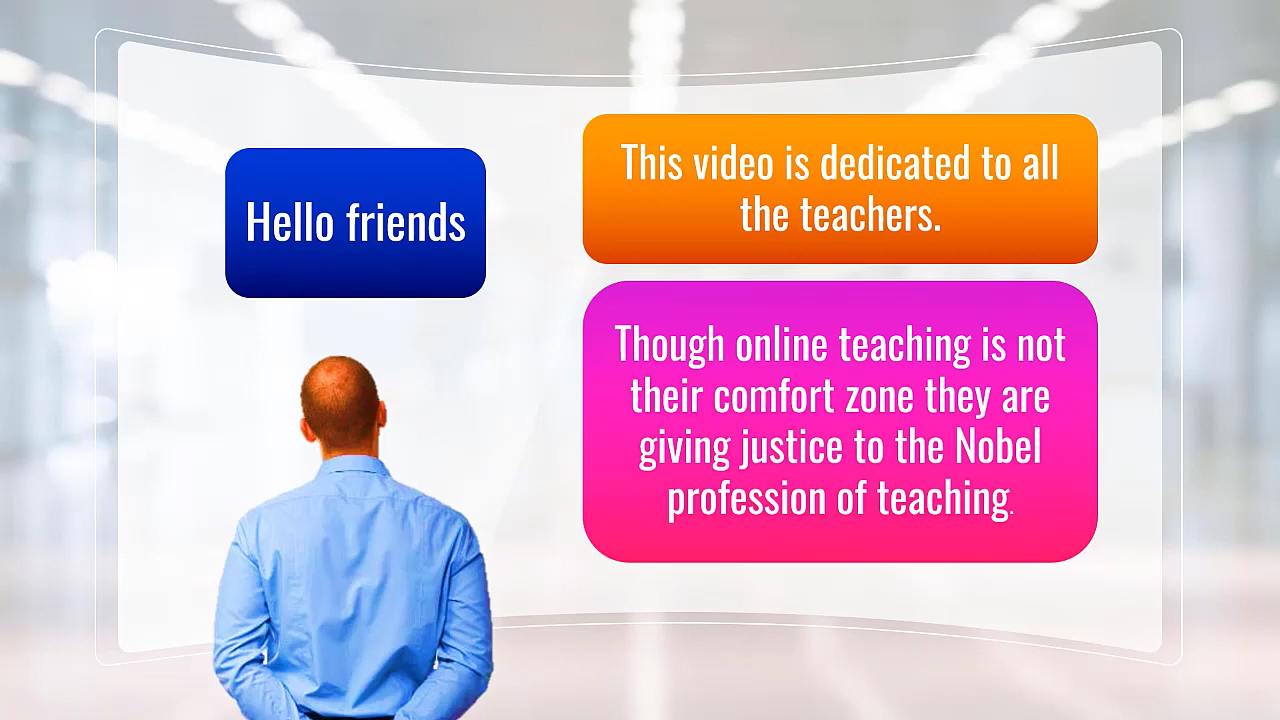 Hello friends
This video is dedicated to all
the teachers.
Though online teaching is not
their comfort zone they are
giving justice to the Nobel
profession of teaching.